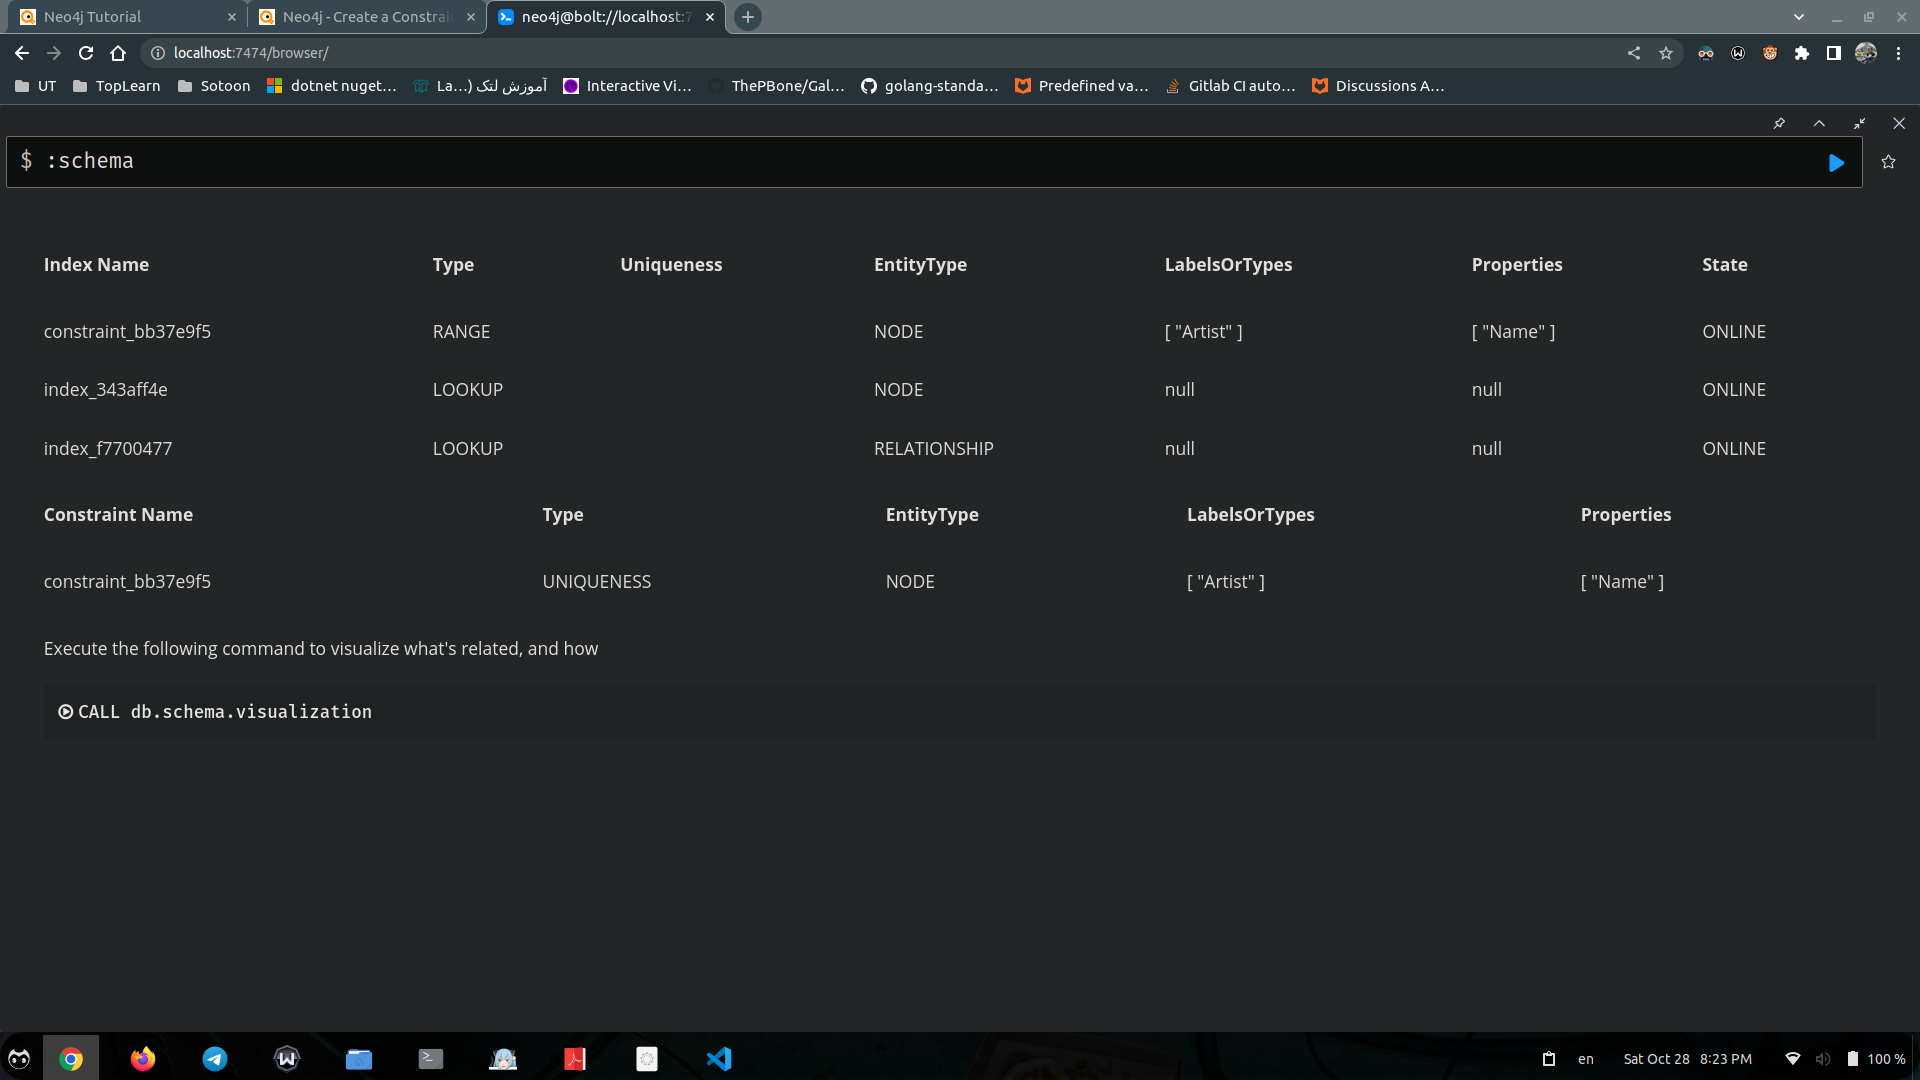 Neo4j Tutorial
Neo4j - Create a Constrai
neo4j@bolt://localhost:7
localhost:7474/browser/
UT
TopLearn
Sotoon
dotnet nuget...
آموزش لتک (...La
Interactive Vi...
ThePBone/Gal...
golang-standa...
Predefined va...
Gitlab CI auto...
Discussions A...
$ :schema
Index Name Type Uniqueness EntityType LabelsOrTypes Properties State
constraint_bb37e9f5 RANGE NODE [ "Artist" ] [ "Name" ] ONLINE
index_343aff4e LOOKUP NODE null null ONLINE
index_f7700477 LOOKUP RELATIONSHIP null null ONLINE
Constraint Name Type EntityType LabelsOrTypes Properties
constraint_bb37e9f5 UNIQUENESS NODE [ "Artist" ] [ "Name" ]
Execute the following command to visualize what's related, and how
CALL db.schema.visualization
en
Sat Oct 28 8:23 PM
100 %